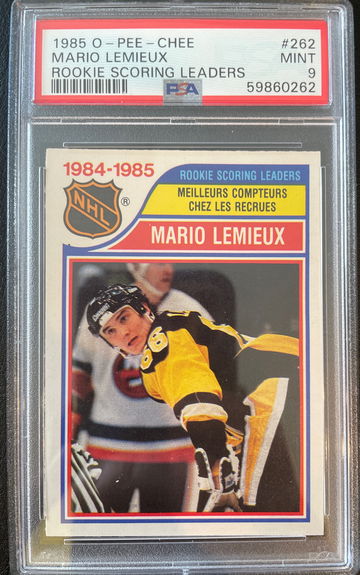 1985 O-PEE-CHEE #262
MARIO LEMIEUX MINT
ROOKIE SCORING LEADERS 9
PSA 59860262
1984-1985
ROOKIE SCORING LEADERS
MEILLEURS COMPTEURS
CHEZ LES RECRUES
NHL ®
MARIO LEMIEUX
66